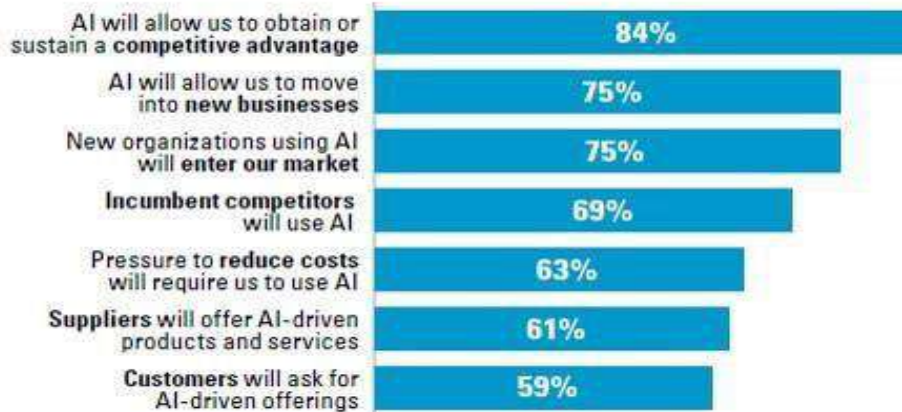 AI will allow us to obtain or
sustain a competitive advantage
84%
AI will allow us to move
into new businesses
75%
New organizations using AI
will enter our market
75%
Incumbent competitors
will use AI
69%
Pressure to reduce costs
will require us to use AI
63%
Suppliers will offer AI-driven
products and services
61%
Customers will ask for
AI-driven offerings
59%